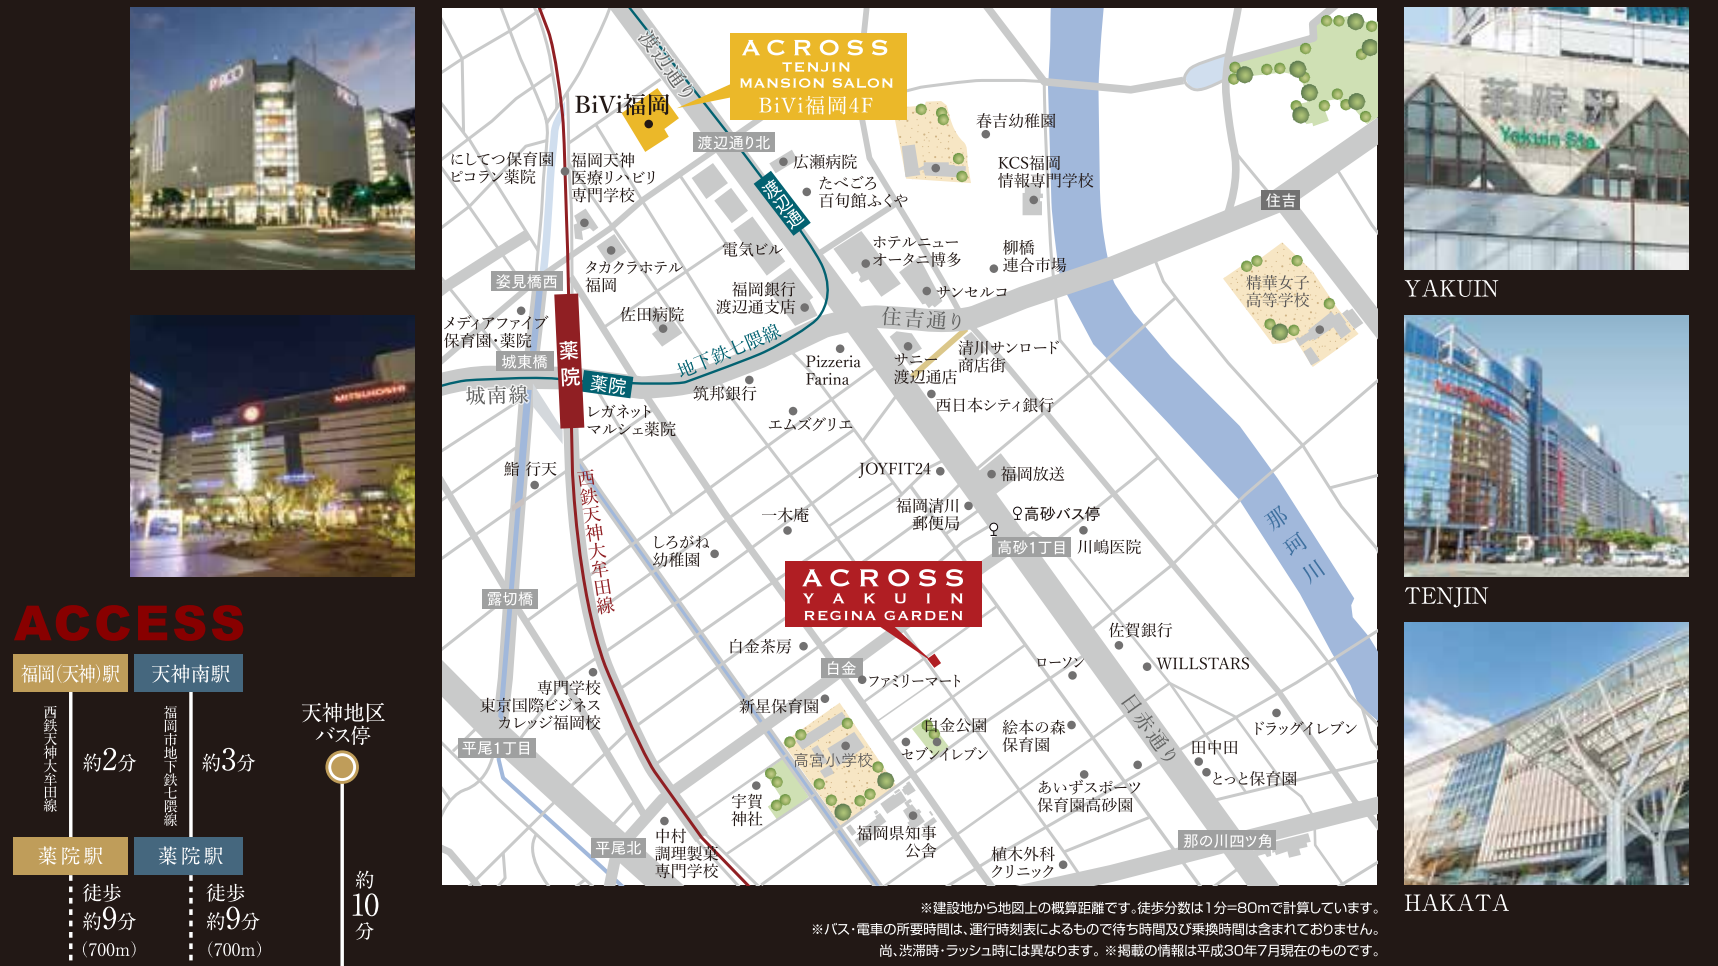 PARCO
MITSUKOSHI
ACCESS
福岡(天神)駅
天神南駅
西鉄天神大牟田線
約2分
福岡市地下鉄七隈線
約3分
天神地区
バス停
薬院駅
薬院駅
徒歩
約9分
(700m)
徒歩
約9分
(700m)
約
10
分
渡辺通り
ACROSS
TENJIN
MANSION SALON
BiVi福岡4F
BiVi福岡
渡辺通り北
春吉幼稚園
にしてつ保育園
ピコラン薬院
福岡天神
医療リハビリ
専門学校
広瀬病院
たべごろ
百旬館ふくや
KCS福岡
情報専門学校
渡辺通
住吉
電気ビル
ホテルニュー
オータニ博多
柳橋
連合市場
タカクラホテル
福岡
姿見橋西
福岡銀行
渡辺通支店
サンセルコ
精華女子
高等学校
佐田病院
住吉通り
メディアファイブ
保育園・薬院
城東橋
薬院
地下鉄七隈線
Pizzeria
Farina
サニー
渡辺通店
清川サンロード
商店街
城南線
薬院
筑邦銀行
西日本シティ銀行
レガネット
マルシェ薬院
エムズグリエ
鮨 行天
西鉄天神大牟田線
JOYFIT24
福岡放送
一木庵
福岡清川
郵便局
高砂バス停
高砂1丁目
川嶋医院
那珂川
しろがね
幼稚園
露切橋
ACROSS
YAKUIN
REGINA GARDEN
白金茶房
白金
ファミリーマート
佐賀銀行
ローソン
WILLSTARS
専門学校
東京国際ビジネス
カレッジ福岡校
新星保育園
白金公園
セブンイレブン
絵本の森
保育園
日赤通り
ドラッグイレブン
平尾1丁目
高宮小学校
田中田
とっと保育園
あいずスポーツ
保育園高砂園
宇賀
神社
平尾北
中村
調理製菓
専門学校
福岡県知事
公舎
植木外科
クリニック
那の川四ツ角
※建設地から地図上の概算距離です。徒歩分数は1分=80mで計算しています。
※バス・電車の所要時間は、運行時刻表によるもので待ち時間及び乗換時間は含まれておりません。
尚、渋滞時・ラッシュ時には異なります。 ※掲載の情報は平成30年7月現在のものです。
薬院駅
Yakuin Sta.
YAKUIN
TENJIN
HAKATA